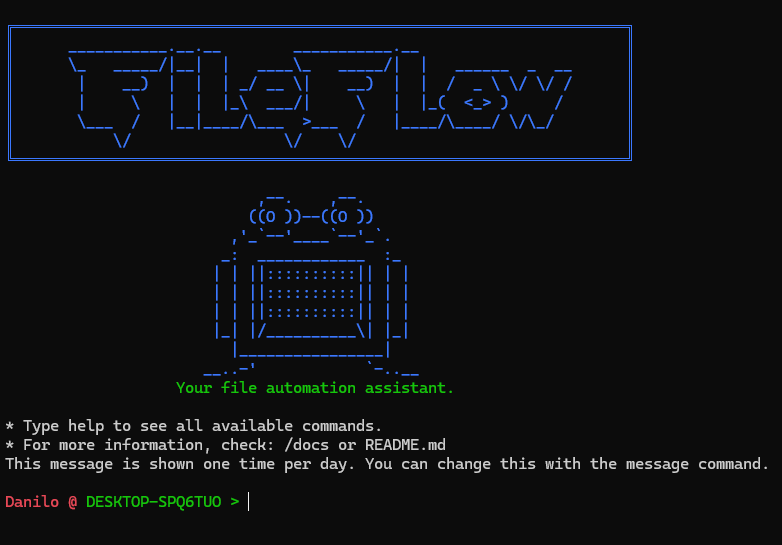 FileFlow
Your file automation assistant.
* Type help to see all available commands.
* For more information, check: /docs or README.md
This message is shown one time per day. You can change this with the message command.
Danilo @ DESKTOP-SPQ6TUO >